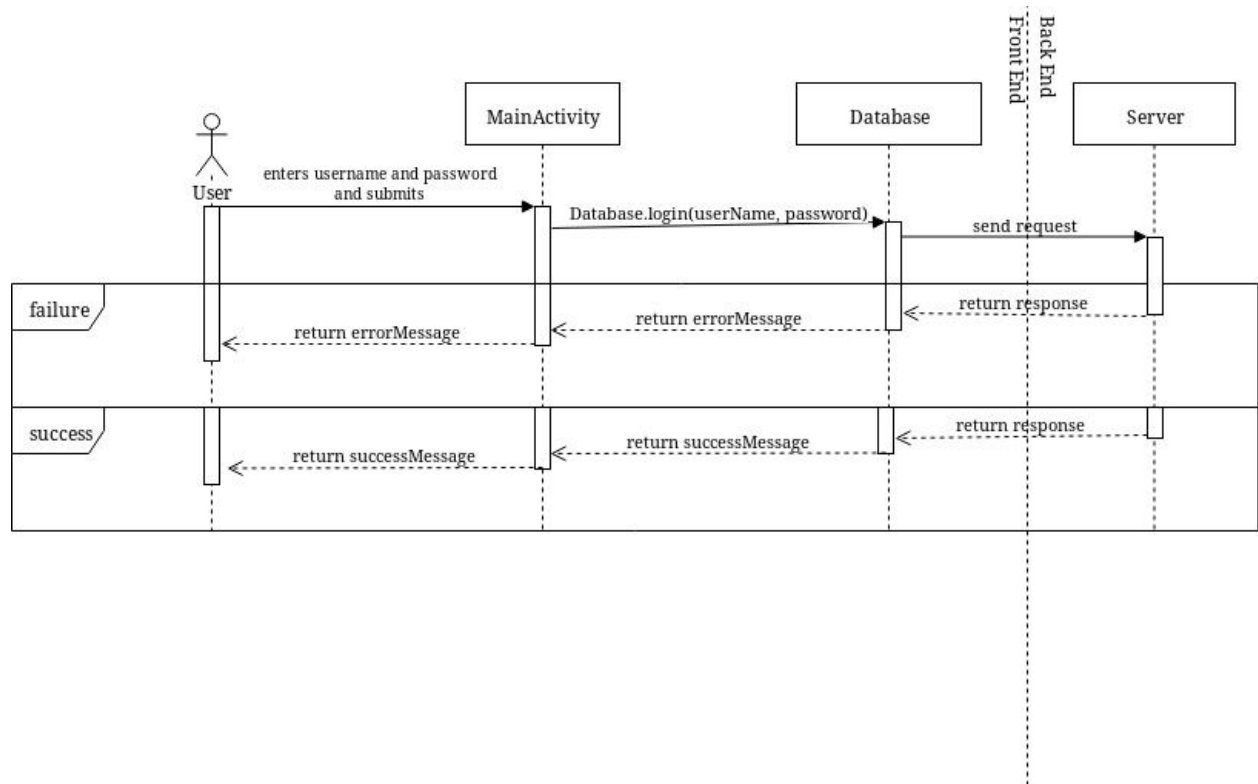 Front End
Back End
MainActivity
Database
Server
User
enters username and password
and submits
Database.login(userName, password)
send request
failure
return response
return errorMessage
return errorMessage
success
return response
return successMessage
return successMessage